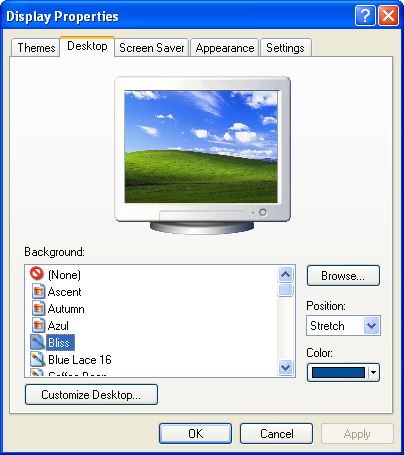 Display Properties
Themes Desktop Screen Saver Appearance Settings
Background:
(None)
Ascent
Autumn
Azul
Bliss
Blue Lace 16
Browse...
Position:
Stretch
Color:
Customize Desktop...
OK Cancel Apply